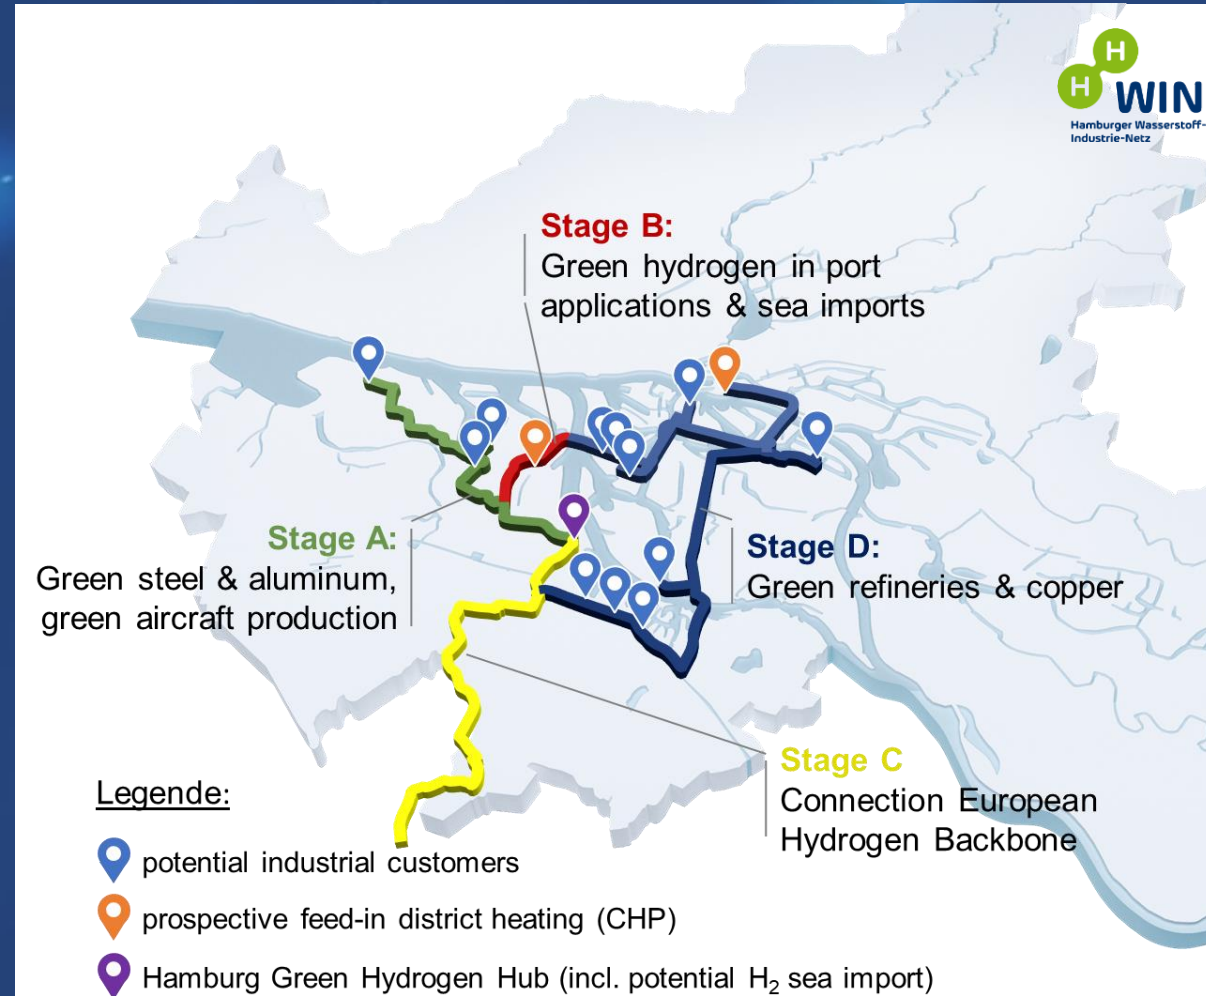 H
H
WIN
Hamburger Wasserstoff-
Industrie-Netz
Stage B:
Green hydrogen in port
applications & sea imports
Stage A:
Green steel & aluminum,
green aircraft production
Stage D:
Green refineries & copper
Stage C
Connection European
Hydrogen Backbone
Legende:
potential industrial customers
prospective feed-in district heating (CHP)
Hamburg Green Hydrogen Hub (incl. potential H₂ sea import)